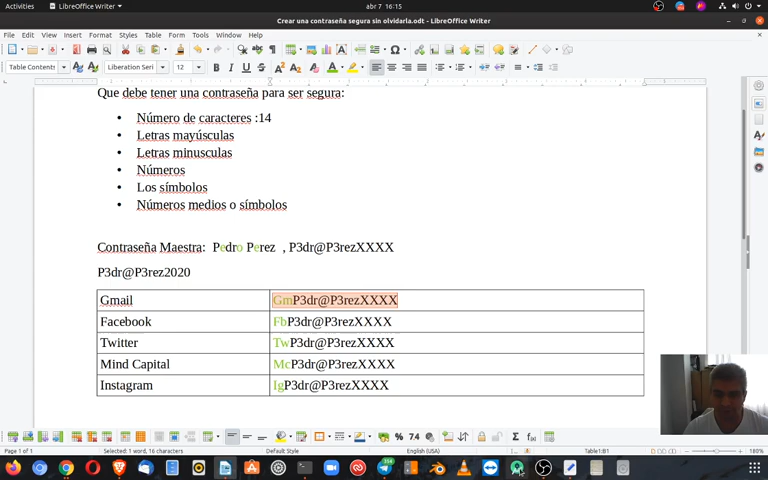 Activities LibreOffice Writer abr 7 16:15
Crear una contraseña segura sin olvidarla.odt - LibreOffice Writer
File Edit View Insert Format Styles Table Form Tools Window Help
Table Contents Liberation Seri 12
Que debe tener una contraseña para ser segura:
• Número de caracteres :14
• Letras mayúsculas
• Letras minusculas
• Números
• Los símbolos
• Números medios o símbolos
Contraseña Maestra: Pedro Perez , P3dr@P3rezXXXX
P3dr@P3rez2020
Gmail GmP3dr@P3rezXXXX
Facebook FbP3dr@P3rezXXXX
Twitter TwP3dr@P3rezXXXX
Mind Capital McP3dr@P3rezXXXX
Instagram IgP3dr@P3rezXXXX
Page 1 of 1 Selected: 1 word, 16 characters Default Style English (USA) Table1:B1 180%